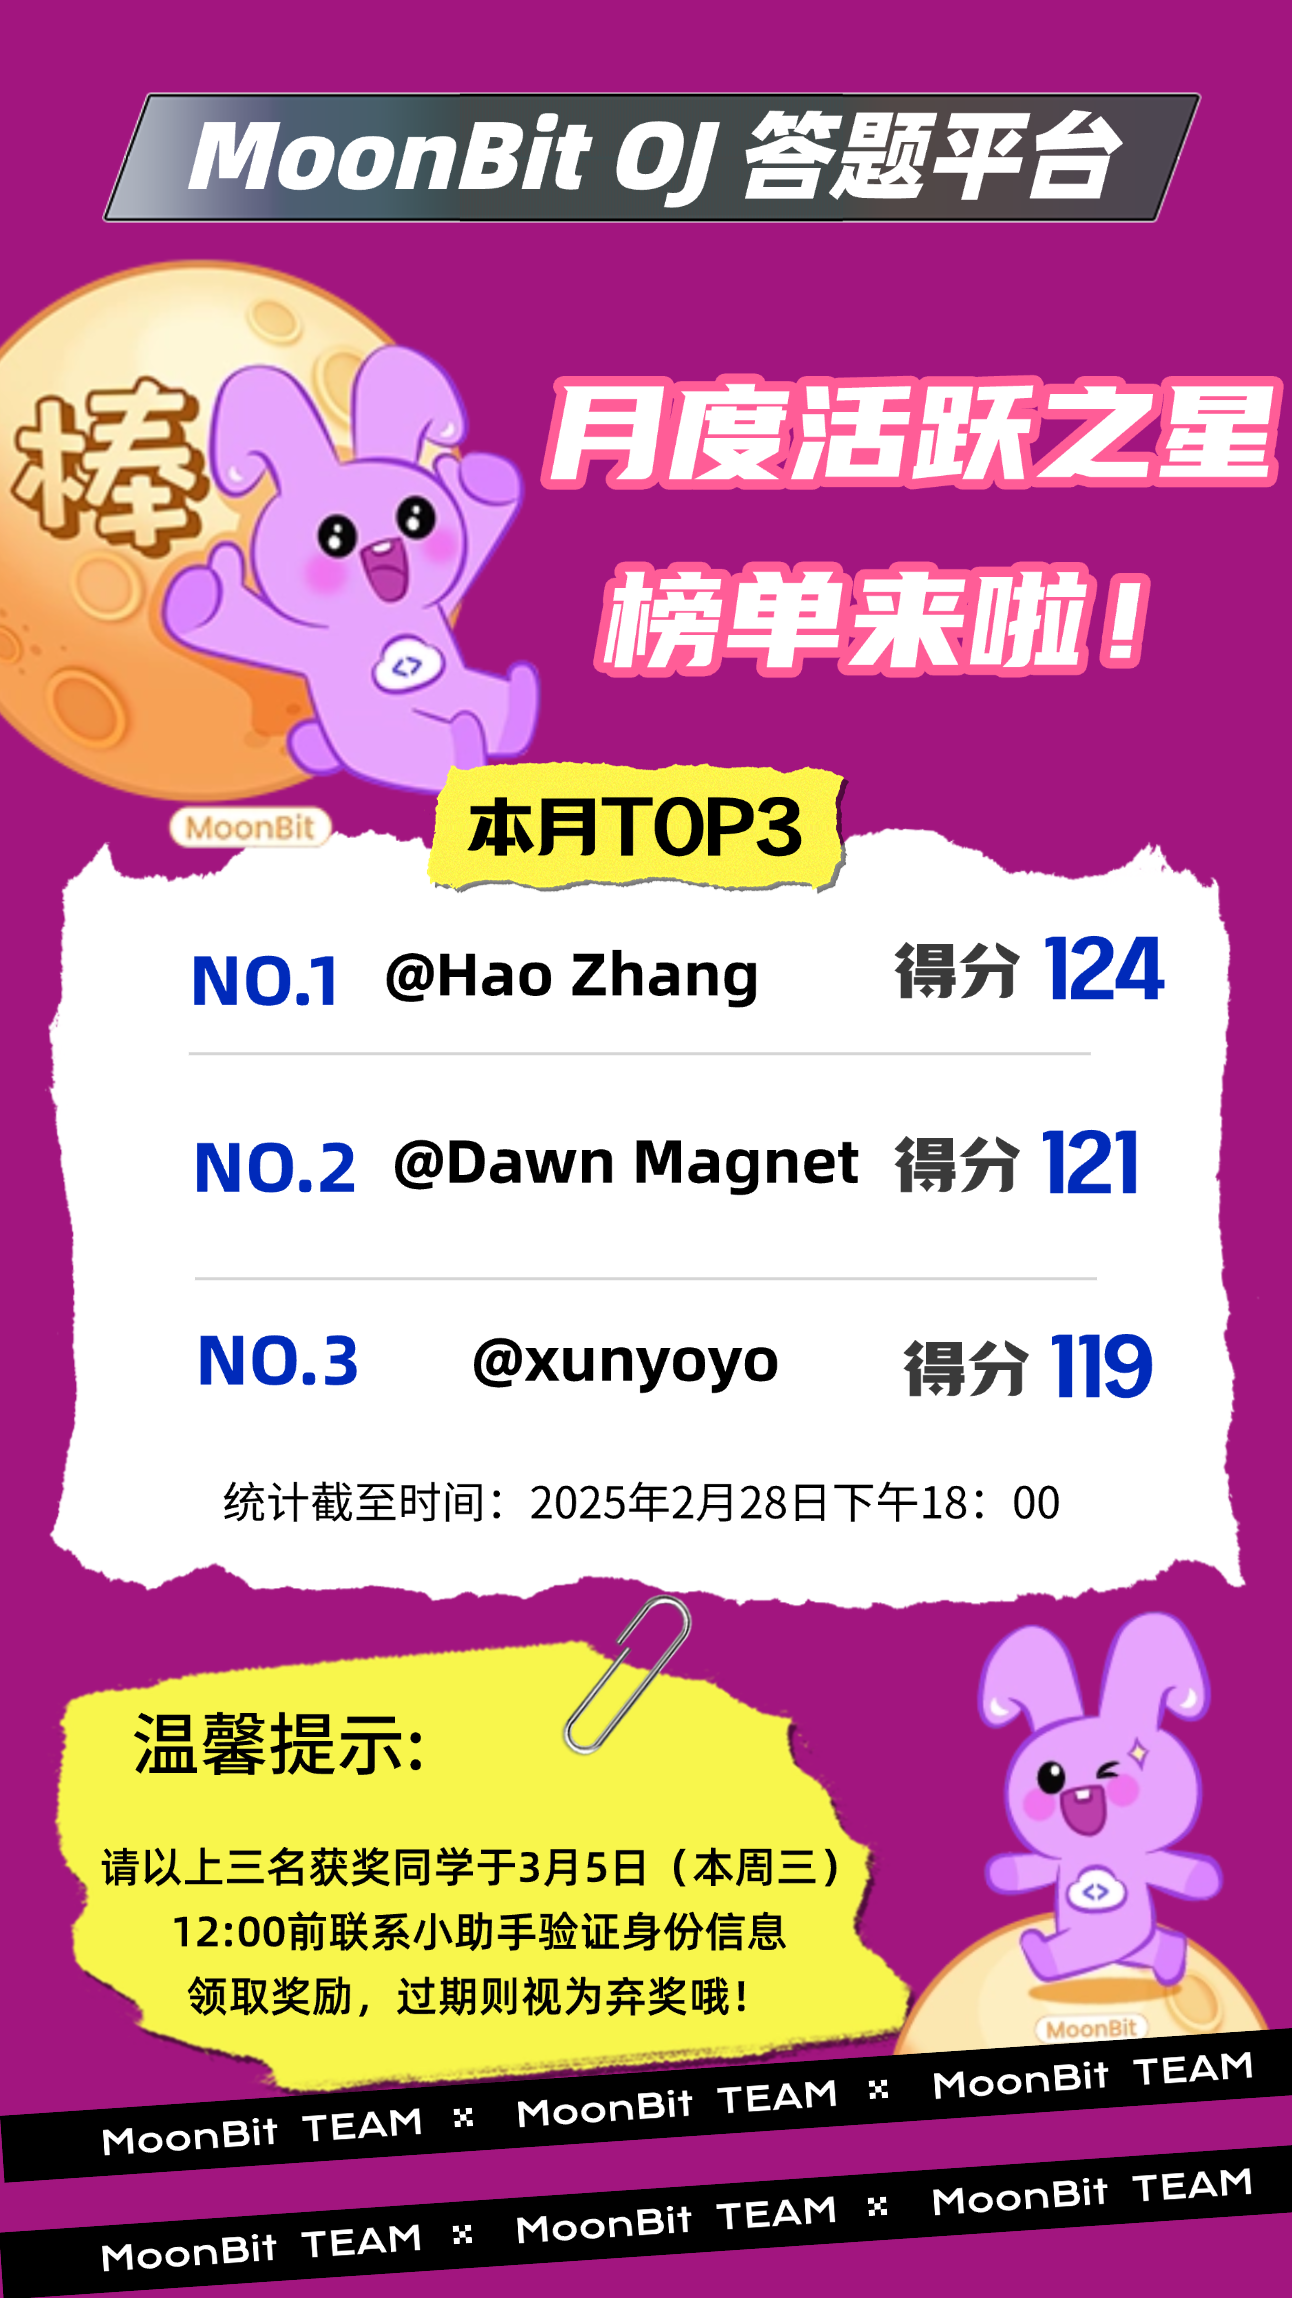 MoonBit OJ 答题平台
棒
月度活跃之星
榜单来啦！
MoonBit
本月TOP3
NO.1 @Hao Zhang 得分 124
NO.2 @Dawn Magnet 得分 121
NO.3 @xunyoyo 得分 119
统计截至时间：2025年2月28日下午18：00
温馨提示:
请以上三名获奖同学于3月5日（本周三）
12:00前联系小助手验证身份信息
领取奖励，过期则视为弃奖哦！
MoonBit
MoonBit TEAM MoonBit TEAM MoonBit TEAM
MoonBit TEAM MoonBit TEAM MoonBit TEAM